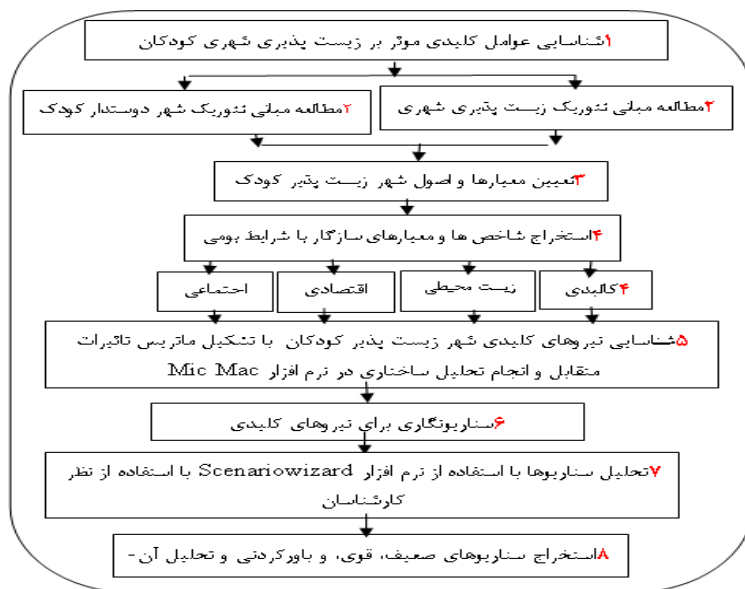 ۱شناسایی عوامل کلیدی موثر بر زیست پذیری شهری کودکان
۲مطالعه مبانی تئوریک زیست پذیری شهری
۲مطالعه مبانی تئوریک شهر دوستدار کودک
۳تعیین معیارها و اصول شهر زیست پذیر کودک
۴استخراج شاخص ها و معیارهای سازگار با شرایط بومی
۴کالبدی
زیست محیطی
اقتصادی
اجتماعی
۵شناسایی نیروهای کلیدی شهر زیست پذیر کودکان با تشکیل ماتریس تاثیرات
متقابل و انجام تحلیل ساختاری در نرم افزار Mic Mac
۶سناریونگاری برای نیروهای کلیدی
۷تحلیل سناریوها با استفاده از نرم افزار Scenariowizard با استفاده از نظر
کارشناسان
۸استخراج سناریوهای ضعیف، قوی، و باورکردنی و تحلیل آن-